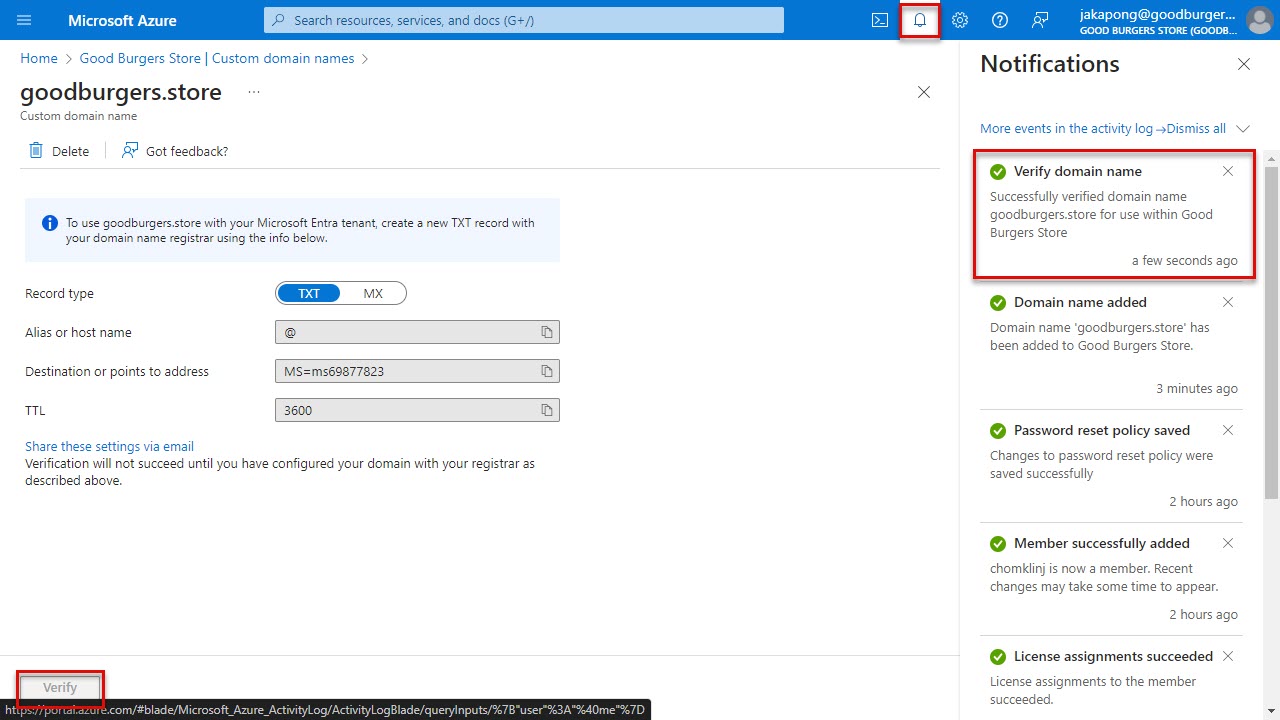 Microsoft Azure
Search resources, services, and docs (G+/)
jakapong@goodburger...
GOOD BURGERS STORE (GOODB...
Home > Good Burgers Store | Custom domain names >
goodburgers.store ...
Custom domain name
Delete
Got feedback?
To use goodburgers.store with your Microsoft Entra tenant, create a new TXT record with
your domain name registrar using the info below.
Record type
TXT
MX
Alias or host name
@
Destination or points to address
MS=ms69877823
TTL
3600
Share these settings via email
Verification will not succeed until you have configured your domain with your registrar as
described above.
Verify
https://portal.azure.com/#blade/Microsoft_Azure_ActivityLog/ActivityLogBlade/queryInputs/%7B"user"%3A"%40me"%7D
Notifications
More events in the activity log→
Dismiss all
Verify domain name
Successfully verified domain name
goodburgers.store for use within Good
Burgers Store
a few seconds ago
Domain name added
Domain name 'goodburgers.store' has
been added to Good Burgers Store.
3 minutes ago
Password reset policy saved
Changes to password reset policy were
saved successfully
2 hours ago
Member successfully added
chomklinj is now a member. Recent
changes may take some time to appear.
2 hours ago
License assignments succeeded
License assignments to the member
succeeded.